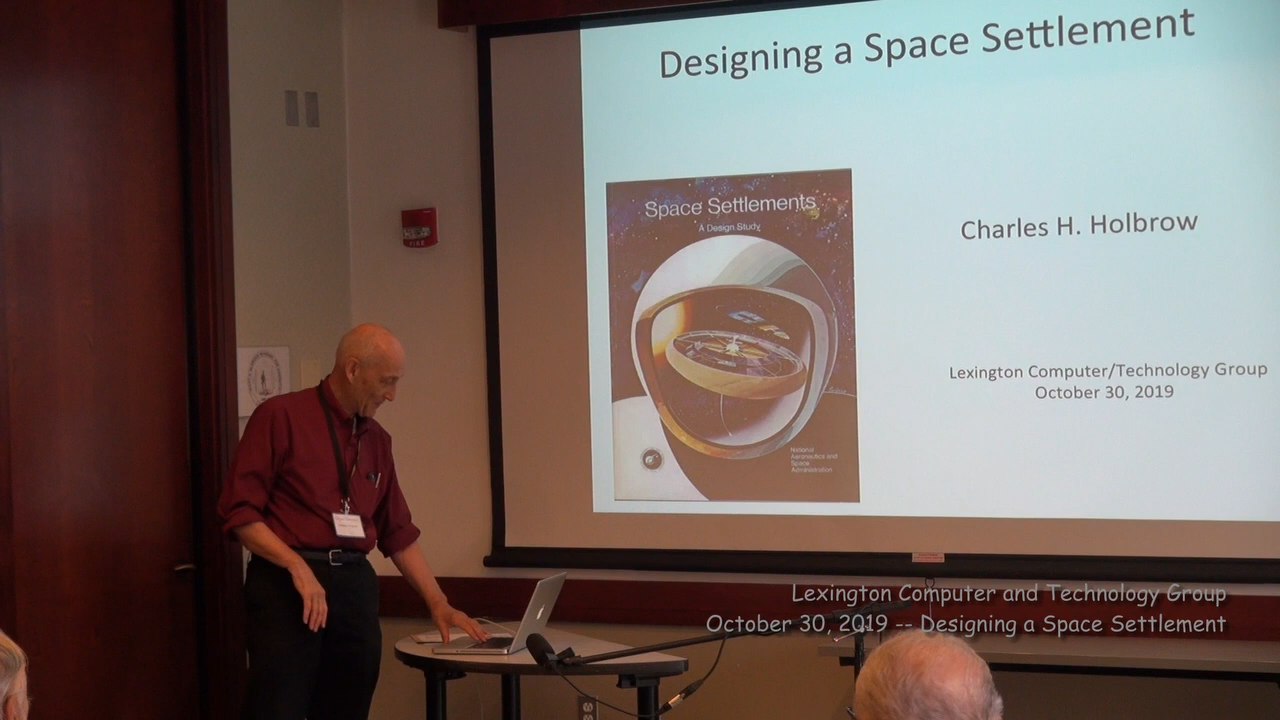 Designing a Space Settlement
Space Settlements
A Design Study
Charles H. Holbrow
Lexington Computer/Technology Group
October 30, 2019
National
Aeronautics and
Space
Administration
FIRE
Lexington Computer and Technology Group
October 30, 2019 -- Designing a Space Settlement